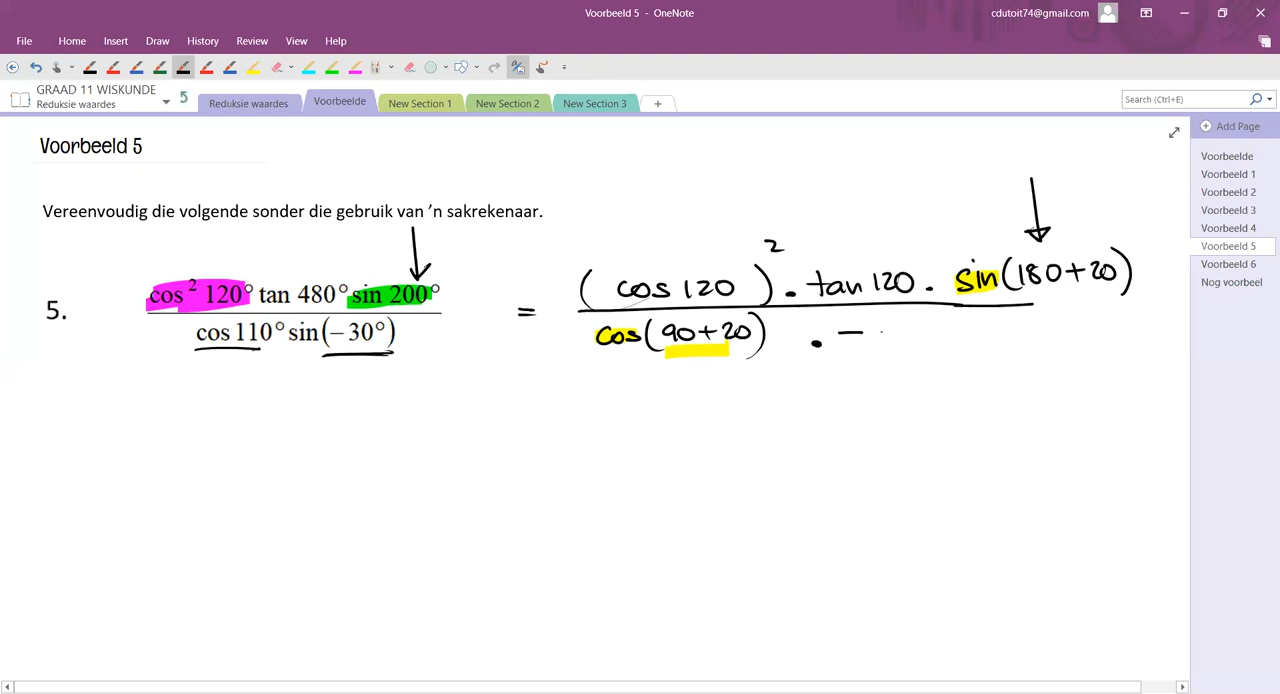 Voorbeeld 5 - OneNote
cdutoit74@gmail.com
File Home Insert Draw History Review View Help
GRAAD 11 WISKUNDE
Reduksie waardes
Reduksie waardes Voorbeelde New Section 1 New Section 2 New Section 3 +
Search (Ctrl+E)
Add Page
Voorbeelde
Voorbeeld 1
Voorbeeld 2
Voorbeeld 3
Voorbeeld 4
Voorbeeld 5
Voorbeeld 6
Nog voorbeel
Voorbeeld 5
Vereenvoudig die volgende sonder die gebruik van ’n sakrekenaar.
5.
cos² 120° tan 480° sin 200°
cos 110° sin(−30°)
=
(cos 120)² . tan 120 . sin(180+20)
cos(90+20) . −